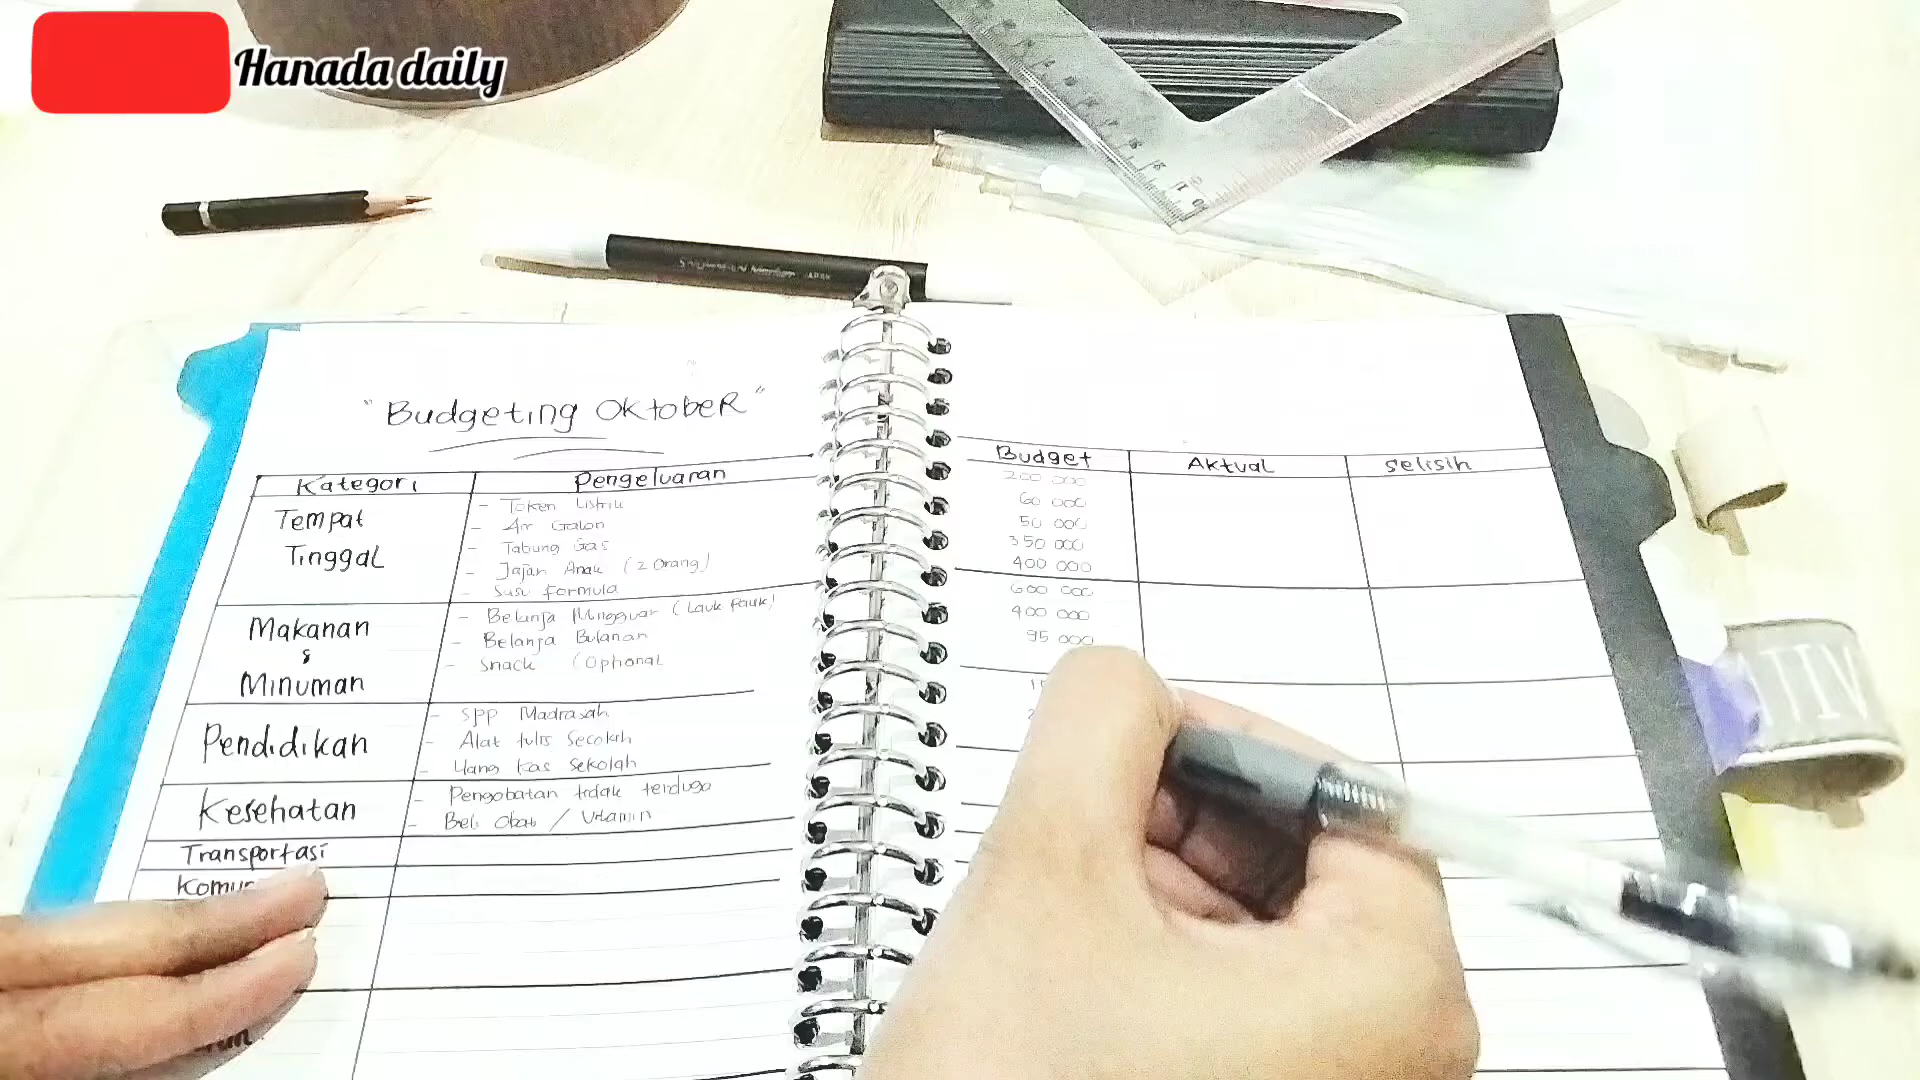 Hanada daily
"Budgeting OktobeR"
Kategori Pengeluaran Budget Aktual selisih
Tempat Tinggal
- Token Listrik 200 000
- Air Galon 60 000
- Tabung Gas 50 000
- Jajan Anak (2 orang) 350 000
- Susu formula 400 000
Makanan & Minuman
- Belanja Mingguan (Lauk Pauk) 600 000
- Belanja Bulanan 400 000
- Snack (Optional 95 000
Pendidikan
- SPP Madrasah
- Alat tulis Secolah
- Uang Kas Sekolah
Kesehatan
- Pengobatan tidak terduga
- Beli Obat / Vitamin
Transportasi